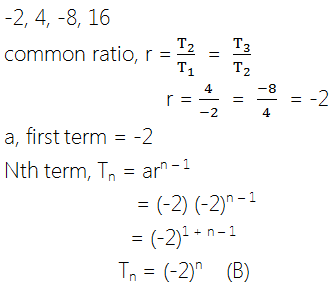 -2, 4, -8, 16
common ratio, r = T₂/T₁ = T₃/T₂
r = 4/-2 = -8/4 = -2
a, first term = -2
Nth term, Tₙ = arⁿ⁻¹
= (-2) (-2)ⁿ⁻¹
= (-2)¹⁺ⁿ⁻¹
Tₙ = (-2)ⁿ (B)